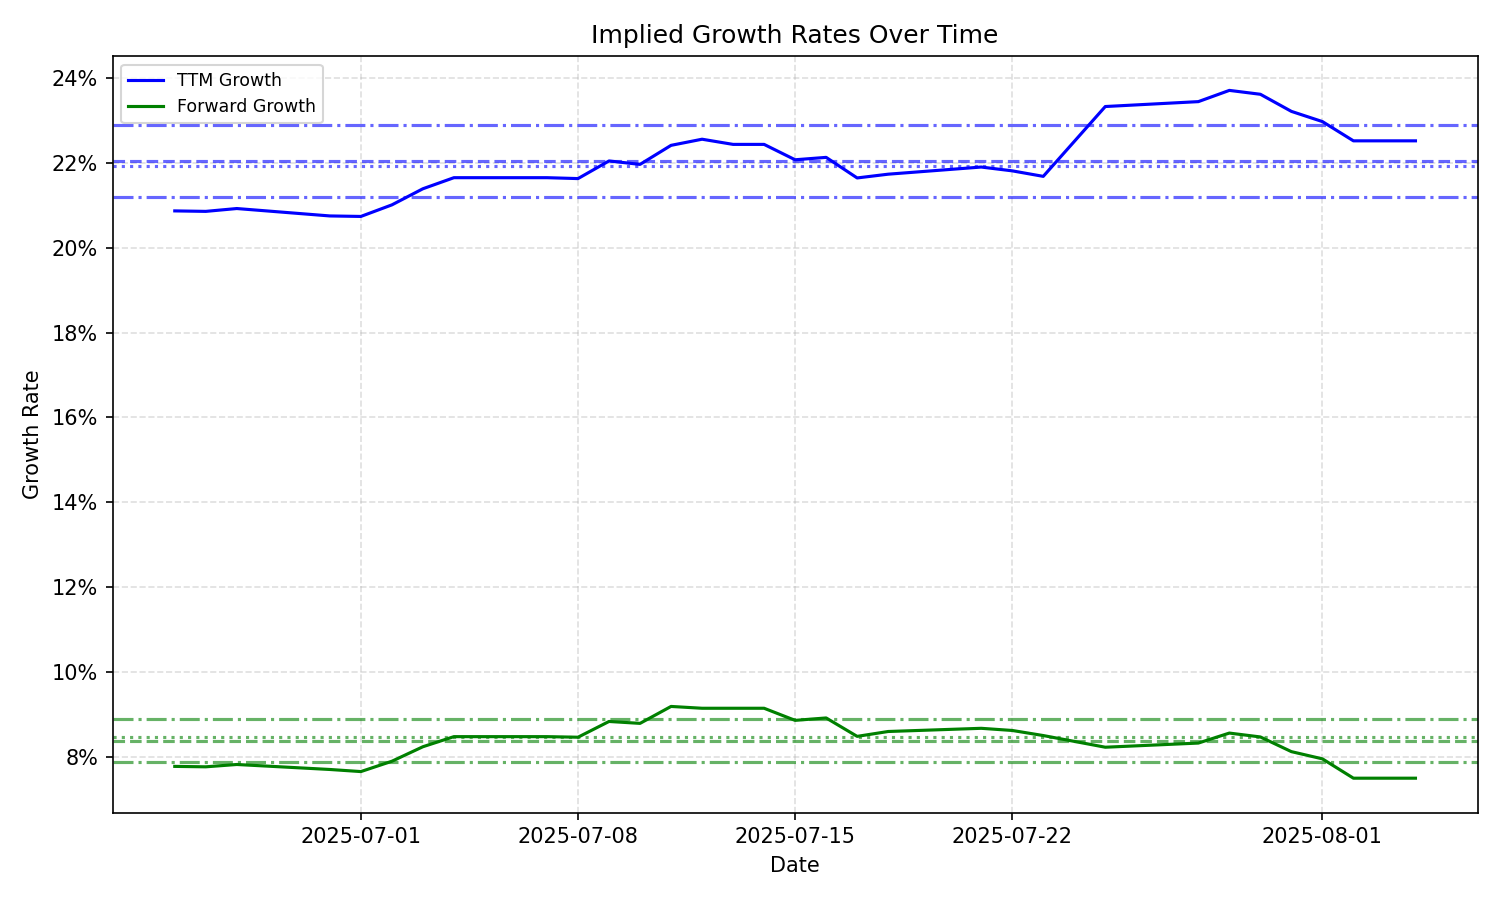 Implied Growth Rates Over Time
TTM Growth
Forward Growth
24%
22%
20%
18%
16%
14%
12%
10%
8%
Growth Rate
2025-07-01
2025-07-08
2025-07-15
2025-07-22
2025-08-01
Date